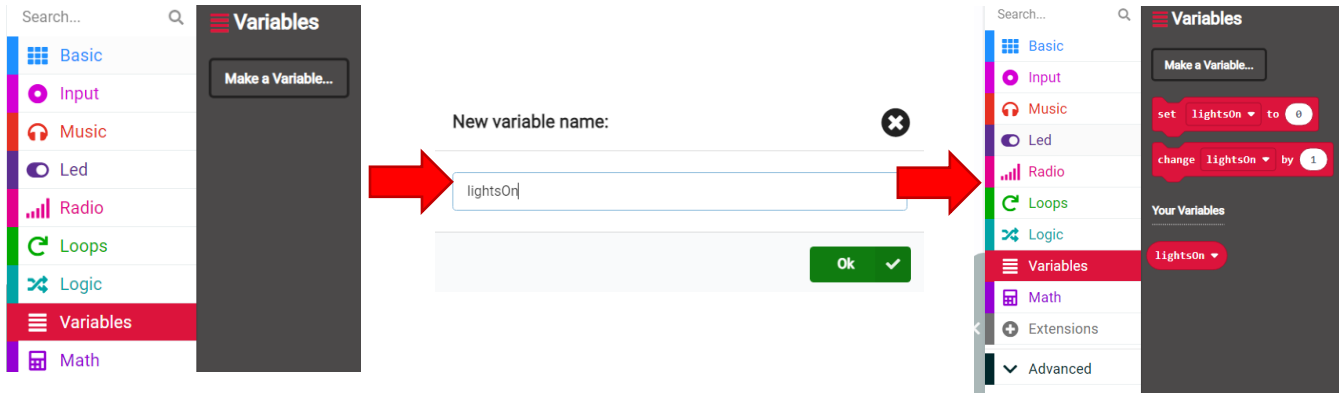 Search...
Basic
Input
Music
Led
Radio
Loops
Logic
Variables
Math
Variables
Make a Variable...
New variable name:
lightsOn
Ok
Search...
Basic
Input
Music
Led
Radio
Loops
Logic
Variables
Math
Extensions
Advanced
Variables
Make a Variable...
set lightsOn to 0
change lightsOn by 1
Your Variables
lightsOn